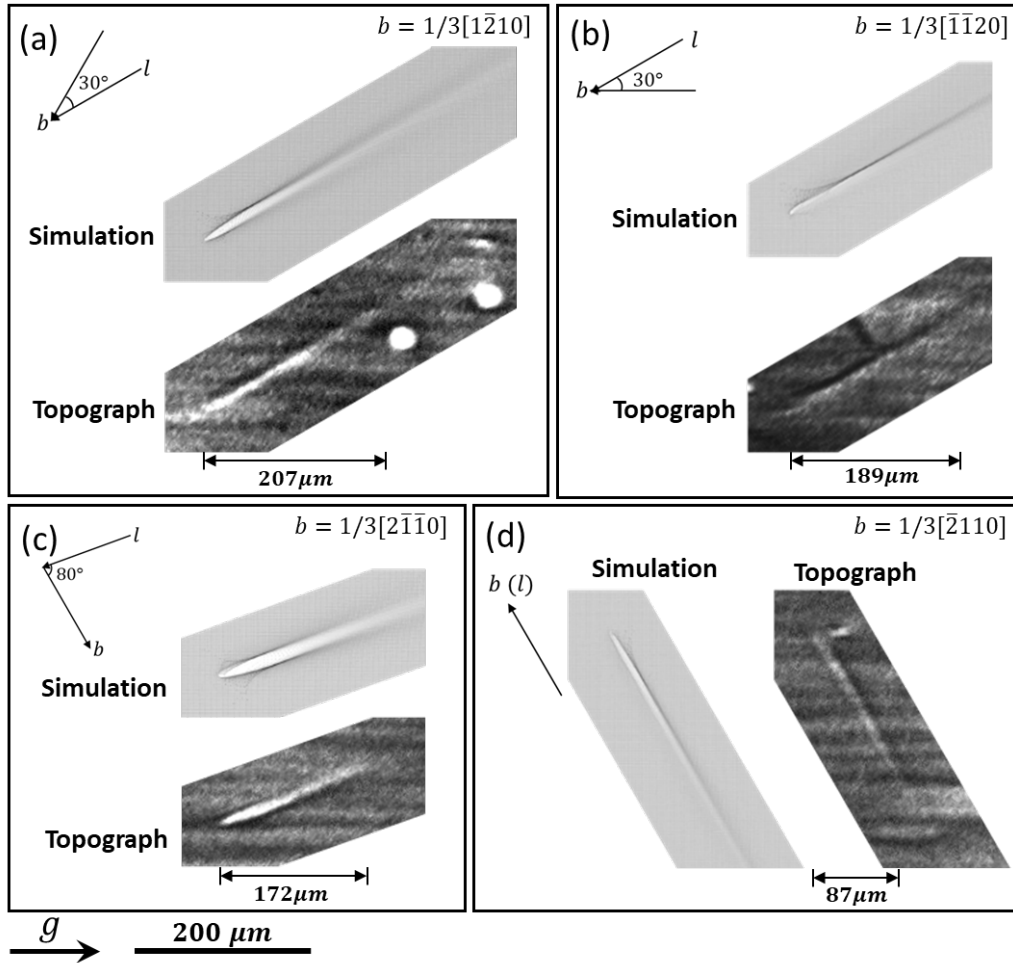 (a)
b = 1/3[12̄10]
30°
l
b
Simulation
Topograph
207μm
(b)
b = 1/3[1̄1̄20]
l
30°
b
Simulation
Topograph
189μm
(c)
b = 1/3[21̄1̄0]
l
80°
b
Simulation
Topograph
172μm
(d)
b = 1/3[2̄110]
Simulation
Topograph
b (l)
87μm
g
200 μm